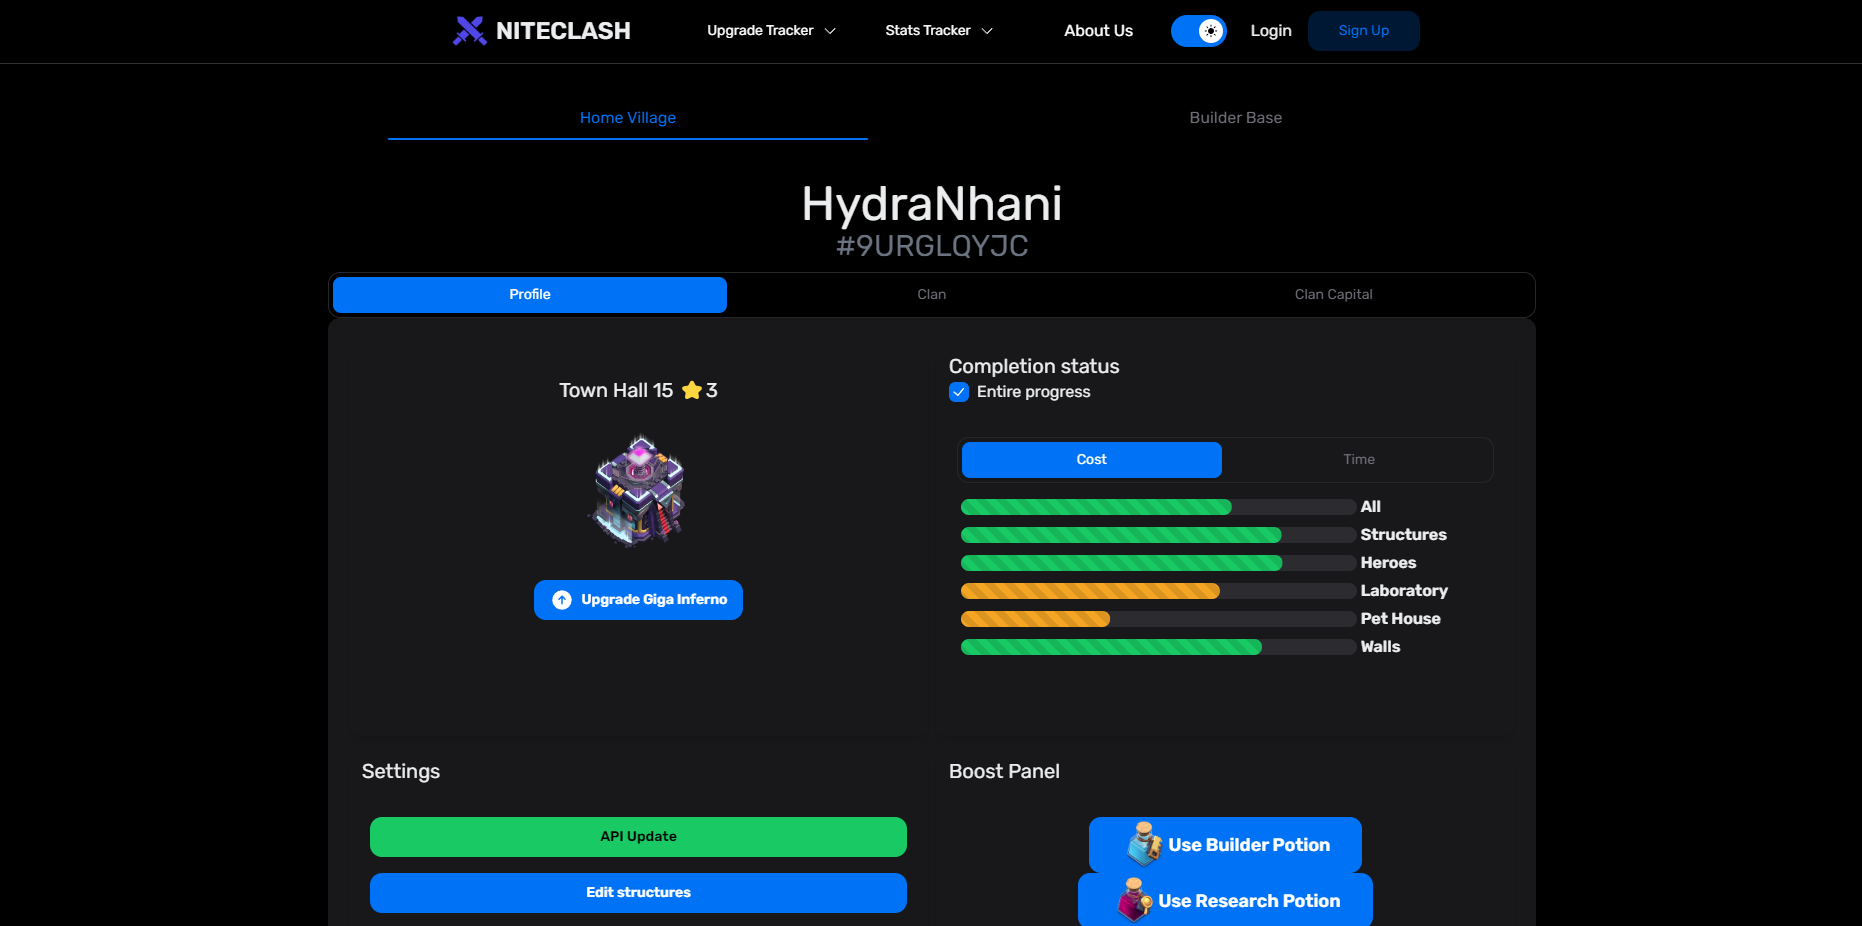 NITECLASH
Upgrade Tracker
Stats Tracker
About Us
Login
Sign Up
Home Village
Builder Base
HydraNhani
#9URGLQYJC
Profile
Clan
Clan Capital
Town Hall 15 3
Upgrade Giga Inferno
Completion status
Entire progress
Cost
Time
All
Structures
Heroes
Laboratory
Pet House
Walls
Settings
API Update
Edit structures
Boost Panel
Use Builder Potion
Use Research Potion